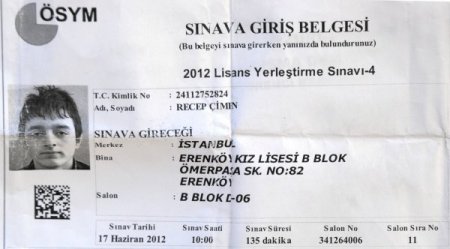 ÖSYM
SINAVA GİRİŞ BELGESİ
(Bu belgeyi sınava girerken yanınızda bulundurunuz)
2012 Lisans Yerleştirme Sınavı-4
T.C. Kimlik No : 24112752824
Adı, Soyadı : RECEP ÇİMİN
SINAVA GİRECEĞİ
Merkez : İSTANBUL
Bina : ERENKÖY KIZ LİSESİ B BLOK
ÖMERPAŞA SK. NO:82
ERENKÖY
Salon : B BLOK D-06
Sınav Tarihi Sınav Saati Sınav Süresi Salon No Salon Sıra No
17 Haziran 2012 10:00 135 dakika 341264006 11